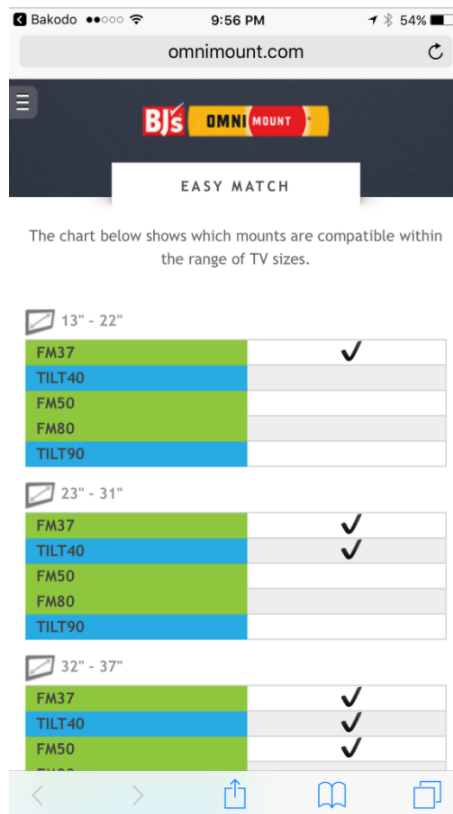 Bakodo 9:56 PM 54%
omnimount.com
BJ's OMNIMOUNT
EASY MATCH
The chart below shows which mounts are compatible within
the range of TV sizes.
13" - 22"
FM37
TILT40
FM50
FM80
TILT90
23" - 31"
FM37
TILT40
FM50
FM80
TILT90
32" - 37"
FM37
TILT40
FM50